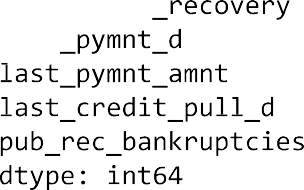 _recovery
_pymnt_d
last_pymnt_amnt
last_credit_pull_d
pub_rec_bankruptcies
dtype: int64